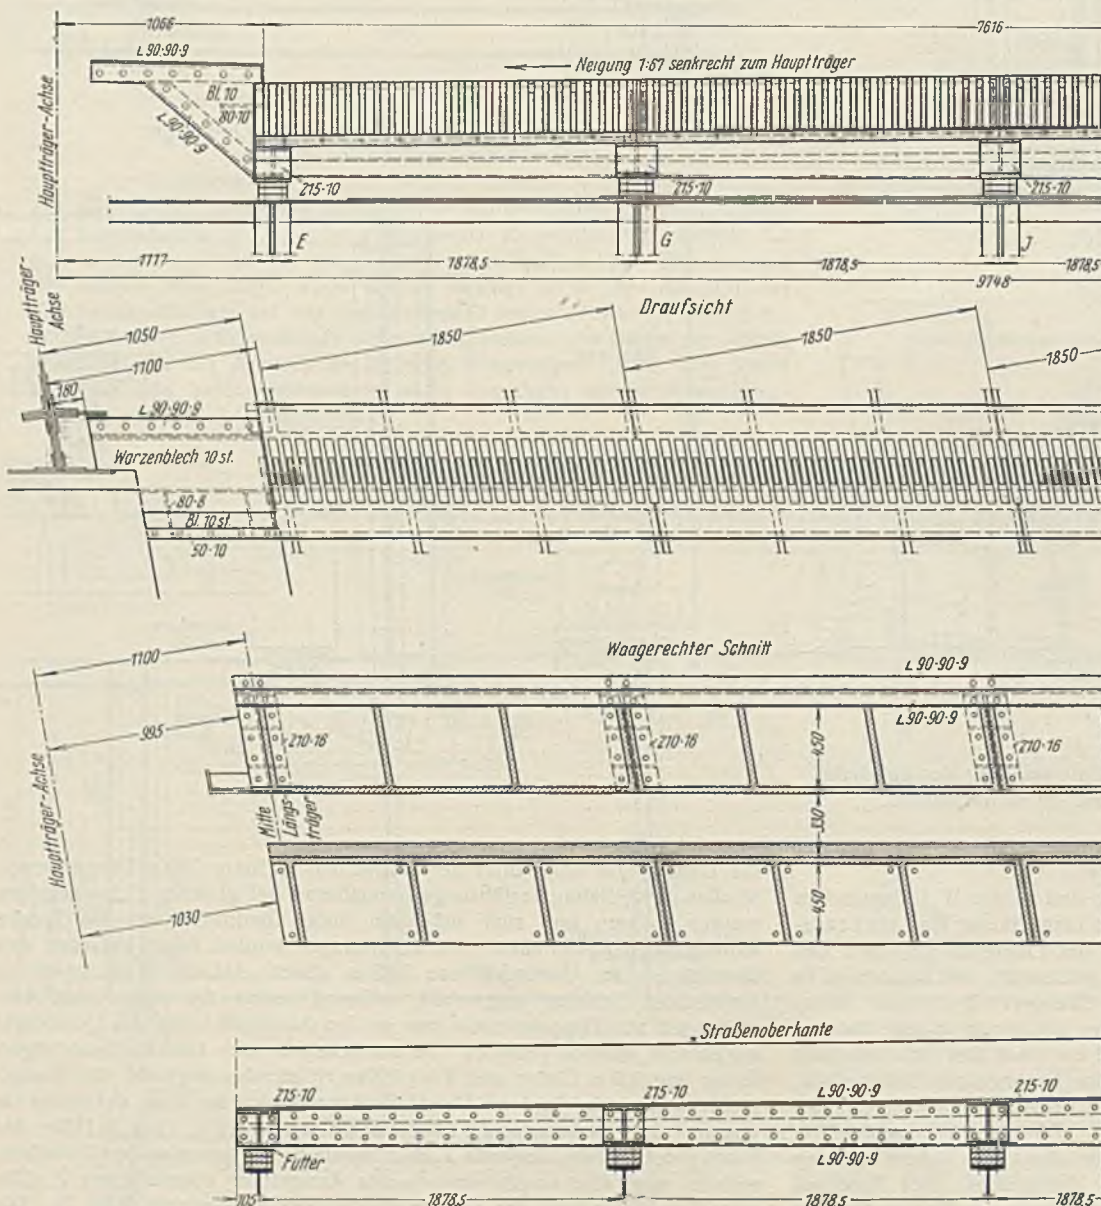 1066
7616
L 90·90·9
Neigung 1:67 senkrecht zum Hauptträger
Bl. 10
80·10
L 90·90·9
Hauptträger-Achse
215·10
215·10
215·10
E
G
J
1117
1878,5
1878,5
1878,5
9748
Draufsicht
Hauptträger-
Achse
1050
1850
1850
1850
1100
180
L 90·90·9
Warzenblech 10 st.
80·8
Bl. 10 st.
50·10
Waagerechter Schnitt
1100
L 90·90·9
L 90·90·9
995
210·16
210·16
210·16
450
Hauptträger-Achse
Mitte
Längs-
träger
330
450
1030
Straßenoberkante
215·10
215·10
L 90·90·9
215·10
L 90·90·9
Futter
105
1878,5
1878,5
1878,5